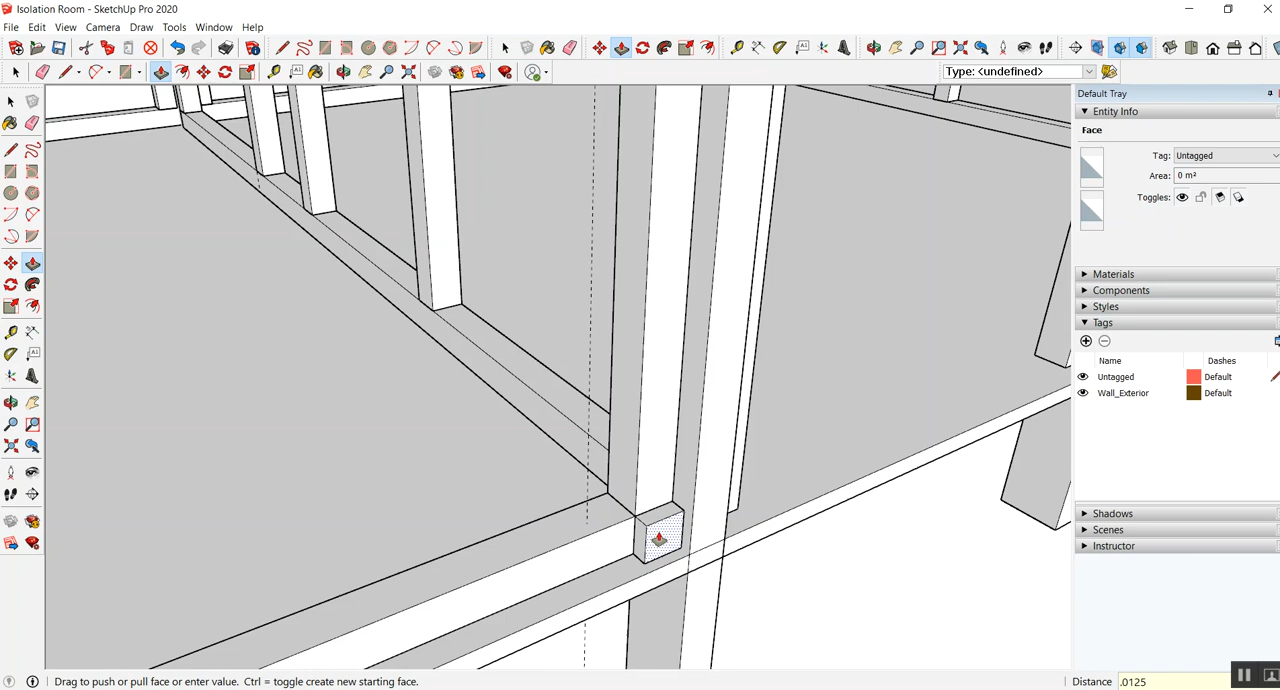 Isolation Room - SketchUp Pro 2020
File Edit View Camera Draw Tools Window Help
Type: <undefined>
Default Tray
Entity Info
Face
Tag: Untagged
Area: 0 m²
Toggles:
Materials
Components
Styles
Tags
Name Dashes
Untagged Default
Wall_Exterior Default
Shadows
Scenes
Instructor
Drag to push or pull face or enter value. Ctrl = toggle create new starting face.
Distance .0125